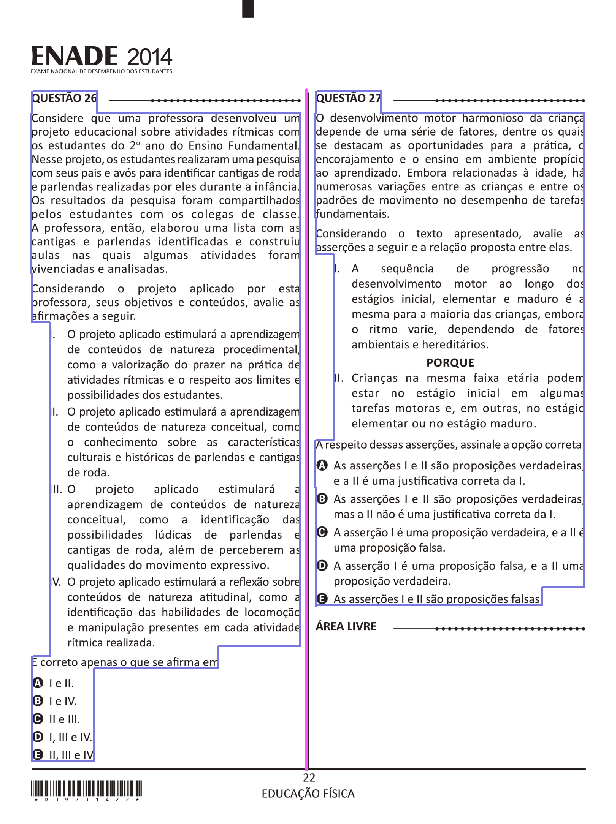 ENADE 2014
EXAME NACIONAL DE DESEMPENHO DOS ESTUDANTES
QUESTÃO 26
Considere que uma professora desenvolveu um
projeto educacional sobre atividades rítmicas com
os estudantes do 2º ano do Ensino Fundamental.
Nesse projeto, os estudantes realizaram uma pesquisa
com seus pais e avós para identificar cantigas de roda
e parlendas realizadas por eles durante a infância.
Os resultados da pesquisa foram compartilhados
pelos estudantes com os colegas de classe.
A professora, então, elaborou uma lista com as
cantigas e parlendas identificadas e construiu
aulas nas quais algumas atividades foram
vivenciadas e analisadas.
Considerando o projeto aplicado por esta
professora, seus objetivos e conteúdos, avalie as
afirmações a seguir.
I. O projeto aplicado estimulará a aprendizagem
de conteúdos de natureza procedimental,
como a valorização do prazer na prática de
atividades rítmicas e o respeito aos limites e
possibilidades dos estudantes.
II. O projeto aplicado estimulará a aprendizagem
de conteúdos de natureza conceitual, como
o conhecimento sobre as características
culturais e históricas de parlendas e cantigas
de roda.
III. O projeto aplicado estimulará a
aprendizagem de conteúdos de natureza
conceitual, como a identificação das
possibilidades lúdicas de parlendas e
cantigas de roda, além de perceberem as
qualidades do movimento expressivo.
IV. O projeto aplicado estimulará a reflexão sobre
conteúdos de natureza atitudinal, como a
identificação das habilidades de locomoção
e manipulação presentes em cada atividade
rítmica realizada.
É correto apenas o que se afirma em
A I e II.
B I e IV.
C II e III.
D I, III e IV.
E II, III e IV
QUESTÃO 27
O desenvolvimento motor harmonioso da criança
depende de uma série de fatores, dentre os quais
se destacam as oportunidades para a prática, o
encorajamento e o ensino em ambiente propício
ao aprendizado. Embora relacionadas à idade, há
numerosas variações entre as crianças e entre os
padrões de movimento no desempenho de tarefas
fundamentais.
Considerando o texto apresentado, avalie as
asserções a seguir e a relação proposta entre elas.
I. A sequência de progressão no
desenvolvimento motor ao longo dos
estágios inicial, elementar e maduro é a
mesma para a maioria das crianças, embora
o ritmo varie, dependendo de fatores
ambientais e hereditários.
PORQUE
II. Crianças na mesma faixa etária podem
estar no estágio inicial em algumas
tarefas motoras e, em outras, no estágio
elementar ou no estágio maduro.
A respeito dessas asserções, assinale a opção correta
A As asserções I e II são proposições verdadeiras,
e a II é uma justificativa correta da I.
B As asserções I e II são proposições verdadeiras,
mas a II não é uma justificativa correta da I.
C A asserção I é uma proposição verdadeira, e a II é
uma proposição falsa.
D A asserção I é uma proposição falsa, e a II uma
proposição verdadeira.
E As asserções I e II são proposições falsas
ÁREA LIVRE
22
EDUCAÇÃO FÍSICA